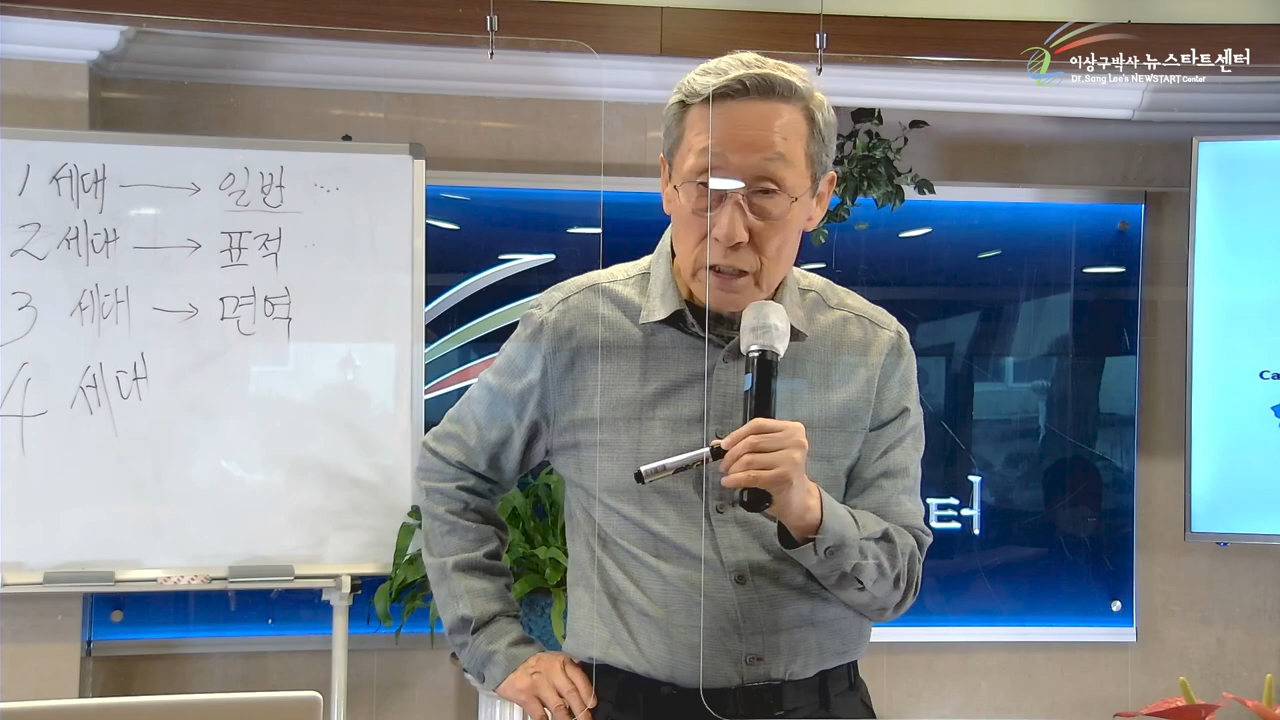 이상구박사 뉴스타트센터
Dr.Sang Lee's NEWSTART Center
1 세대 → 일반 ....
2 세대 → 표적 ..
3 세대 → 면역
4 세대
Ca
터